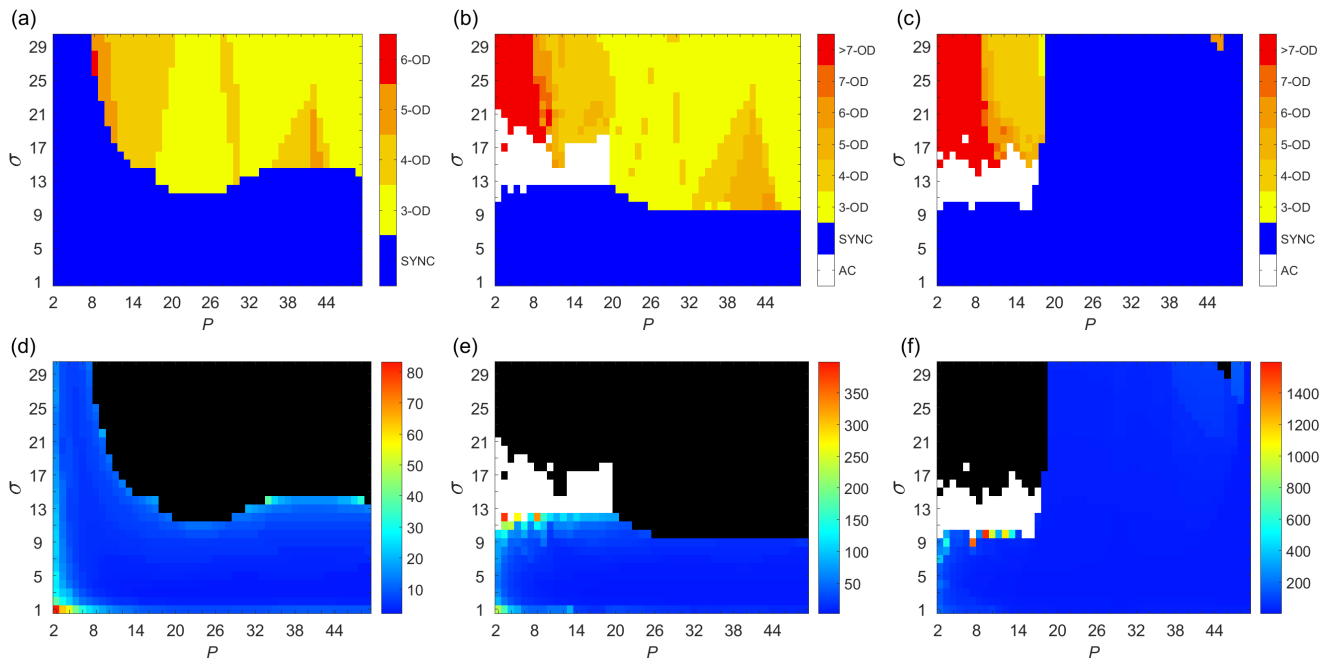 (a)
29
25
21
17
13
9
5
1
σ
2 8 14 20 26 32 38 44
P
6-OD
5-OD
4-OD
3-OD
SYNC
(b)
29
25
21
17
13
9
5
1
σ
2 8 14 20 26 32 38 44
P
>7-OD
7-OD
6-OD
5-OD
4-OD
3-OD
SYNC
AC
(c)
29
25
21
17
13
9
5
1
σ
2 8 14 20 26 32 38 44
P
>7-OD
7-OD
6-OD
5-OD
4-OD
3-OD
SYNC
AC
(d)
29
25
21
17
13
9
5
1
σ
2 8 14 20 26 32 38 44
P
80
70
60
50
40
30
20
10
(e)
29
25
21
17
13
9
5
1
σ
2 8 14 20 26 32 38 44
P
350
300
250
200
150
100
50
(f)
29
25
21
17
13
9
5
1
σ
2 8 14 20 26 32 38 44
P
1400
1200
1000
800
600
400
200